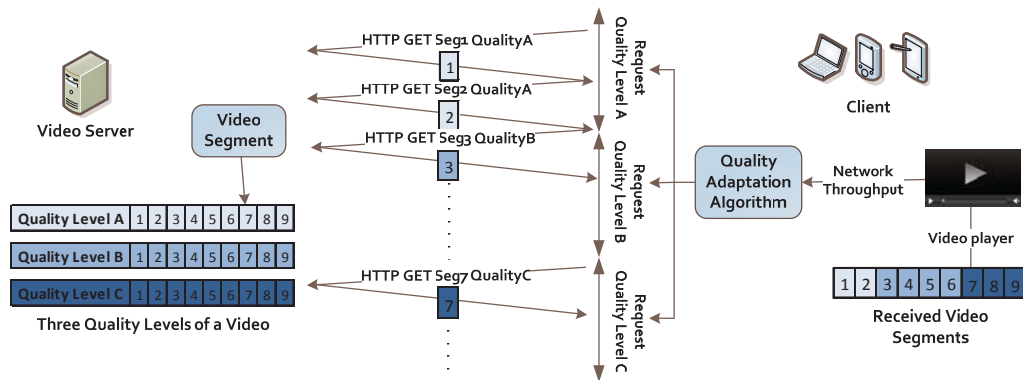 Video Server
Video
Segment
Quality Level A 1 2 3 4 5 6 7 8 9
Quality Level B 1 2 3 4 5 6 7 8 9
Quality Level C 1 2 3 4 5 6 7 8 9
Three Quality Levels of a Video
HTTP GET Seg1 QualityA
1
HTTP GET Seg2 QualityA
2
HTTP GET Seg3 QualityB
3
HTTP GET Seg7 QualityC
7
Request
Quality Level A
Request
Quality Level B
Request
Quality Level C
Client
Quality
Adaptation
Algorithm
Network
Throughput
Video player
1 2 3 4 5 6 7 8 9
Received Video
Segments